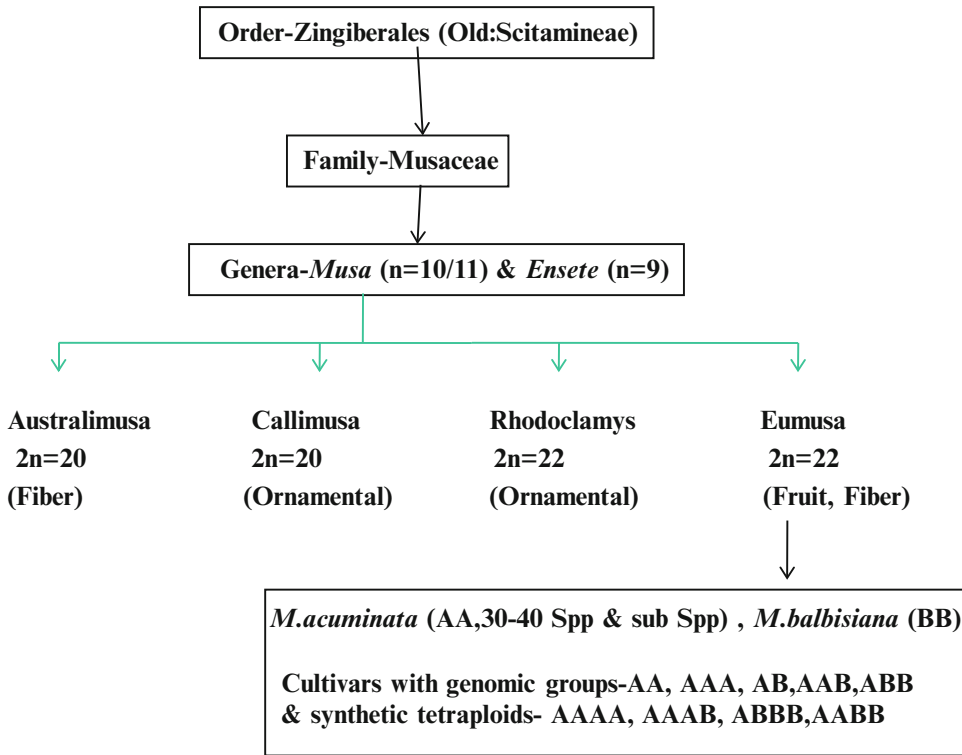 Order-Zingiberales (Old:Scitamineae)
Family-Musaceae
Genera-Musa (n=10/11) & Ensete (n=9)
Australimusa
2n=20
(Fiber)
Callimusa
2n=20
(Ornamental)
Rhodoclamys
2n=22
(Ornamental)
Eumusa
2n=22
(Fruit, Fiber)
M.acuminata (AA,30-40 Spp & sub Spp) , M.balbisiana (BB)
Cultivars with genomic groups-AA, AAA, AB,AAB,ABB
& synthetic tetraploids- AAAA, AAAB, ABBB,AABB